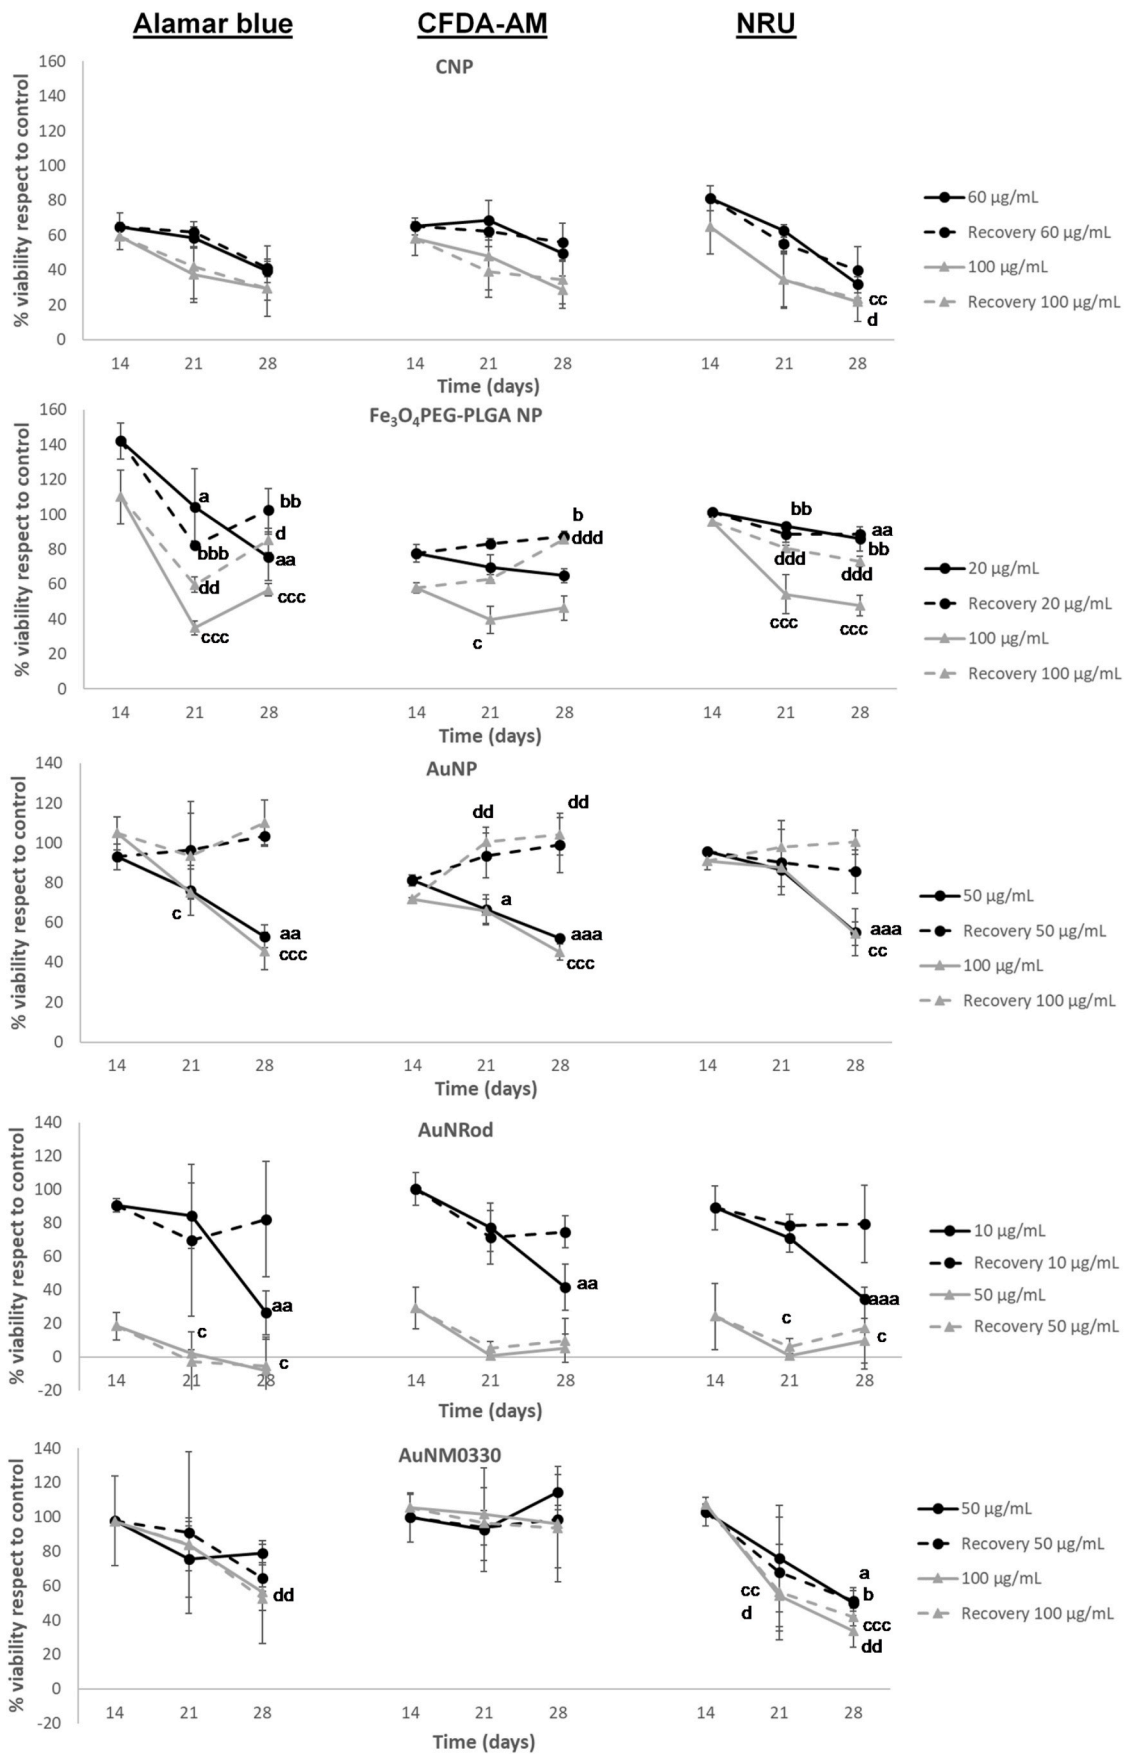 Alamar blue CFDA-AM NRU
CNP
% viability respect to control
160
140
120
100
80
60
40
20
0
cc
d
14 21 28 14 21 28 14 21 28
Time (days)
60 µg/mL
Recovery 60 µg/mL
100 µg/mL
Recovery 100 µg/mL
Fe₃O₄PEG-PLGA NP
% viability respect to control
160
140
120
100
80
60
40
20
0
a
bbb
dd
ccc
bb
d
aa
ccc
c
b
ddd
bb
ddd
ccc
aa
bb
ddd
ccc
14 21 28 14 21 28 14 21 28
Time (days)
20 µg/mL
Recovery 20 µg/mL
100 µg/mL
Recovery 100 µg/mL
AuNP
% viability respect to control
140
120
100
80
60
40
20
0
c
aa
ccc
dd
a
dd
aaa
ccc
aaa
cc
14 21 28 14 21 28 14 21 28
Time (days)
50 µg/mL
Recovery 50 µg/mL
100 µg/mL
Recovery 100 µg/mL
AuNRod
% viability respect to control
140
120
100
80
60
40
20
0
-20
c
aa
c
aa
c
aaa
c
14 21 28 14 21 28 14 21 28
Time (days)
10 µg/mL
Recovery 10 µg/mL
50 µg/mL
Recovery 50 µg/mL
AuNM0330
% viability respect to control
140
120
100
80
60
40
20
0
-20
dd
cc
d
a
b
ccc
dd
14 21 28 14 21 28 14 21 28
Time (days)
50 µg/mL
Recovery 50 µg/mL
100 µg/mL
Recovery 100 µg/mL